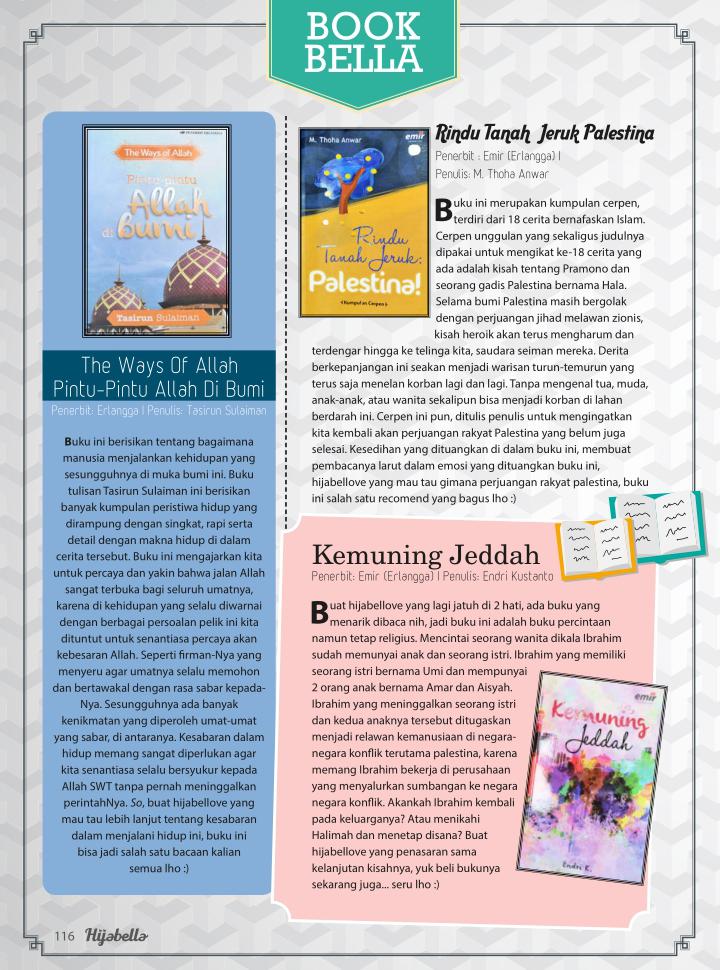 BOOK
BELLA
PENERBIT ERLANGGA
The Ways of Allah
Pintu-pintu
Allah
di Bumi
Tasirun Sulaiman
The Ways Of Allah
Pintu-Pintu Allah Di Bumi
Penerbit: Erlangga I Penulis: Tasirun Sulaiman
Buku ini berisikan tentang bagaimana
manusia menjalankan kehidupan yang
sesungguhnya di muka bumi ini. Buku
tulisan Tasirun Sulaiman ini berisikan
banyak kumpulan peristiwa hidup yang
dirampung dengan singkat, rapi serta
detail dengan makna hidup di dalam
cerita tersebut. Buku ini mengajarkan kita
untuk percaya dan yakin bahwa jalan Allah
sangat terbuka bagi seluruh umatnya,
karena di kehidupan yang selalu diwarnai
dengan berbagai persoalan pelik ini kita
dituntut untuk senantiasa percaya akan
kebesaran Allah. Seperti firman-Nya yang
menyeru agar umatnya selalu memohon
dan bertawakal dengan rasa sabar kepada-
Nya. Sesungguhnya ada banyak
kenikmatan yang diperoleh umat-umat
yang sabar, di antaranya. Kesabaran dalam
hidup memang sangat diperlukan agar
kita senantiasa selalu bersyukur kepada
Allah SWT tanpa pernah meninggalkan
perintahNya. So, buat hijabellove yang
mau tau lebih lanjut tentang kesabaran
dalam menjalani hidup ini, buku ini
bisa jadi salah satu bacaan kalian
semua lho :)
M. Thoha Anwar
emir
Rindu
Tanah Jeruk:
Palestina!
Kumpulan Cerpen
Rindu Tanah Jeruk Palestina
Penerbit : Emir (Erlangga) I
Penulis: M. Thoha Anwar
Buku ini merupakan kumpulan cerpen,
terdiri dari 18 cerita bernafaskan Islam.
Cerpen unggulan yang sekaligus judulnya
dipakai untuk mengikat ke-18 cerita yang
ada adalah kisah tentang Pramono dan
seorang gadis Palestina bernama Hala.
Selama bumi Palestina masih bergolak
dengan perjuangan jihad melawan zionis,
kisah heroik akan terus mengharum dan
terdengar hingga ke telinga kita, saudara seiman mereka. Derita
berkepanjangan ini seakan menjadi warisan turun-temurun yang
terus saja menelan korban lagi dan lagi. Tanpa mengenal tua, muda,
anak-anak, atau wanita sekalipun bisa menjadi korban di lahan
berdarah ini. Cerpen ini pun, ditulis penulis untuk mengingatkan
kita kembali akan perjuangan rakyat Palestina yang belum juga
selesai. Kesedihan yang dituangkan di dalam buku ini, membuat
pembacanya larut dalam emosi yang dituangkan buku ini,
hijabellove yang mau tau gimana perjuangan rakyat palestina, buku
ini salah satu recomend yang bagus lho :)
Kemuning Jeddah
Penerbit: Emir (Erlangga) I Penulis: Endri Kustanto
Buat hijabellove yang lagi jatuh di 2 hati, ada buku yang
menarik dibaca nih, jadi buku ini adalah buku percintaan
namun tetap religius. Mencintai seorang wanita dikala Ibrahim
sudah memunyai anak dan seorang istri. Ibrahim yang memiliki
seorang istri bernama Umi dan mempunyai
2 orang anak bernama Amar dan Aisyah.
Ibrahim yang meninggalkan seorang istri
dan kedua anaknya tersebut ditugaskan
menjadi relawan kemanusiaan di negara-
negara konflik terutama palestina, karena
memang Ibrahim bekerja di perusahaan
yang menyalurkan sumbangan ke negara
negara konflik. Akankah Ibrahim kembali
pada keluarganya? Atau menikahi
Halimah dan menetap disana? Buat
hijabellove yang penasaran sama
kelanjutan kisahnya, yuk beli bukunya
sekarang juga... seru lho :)
emir
Kemuning
Jeddah
Endri K.
116 Hijabella